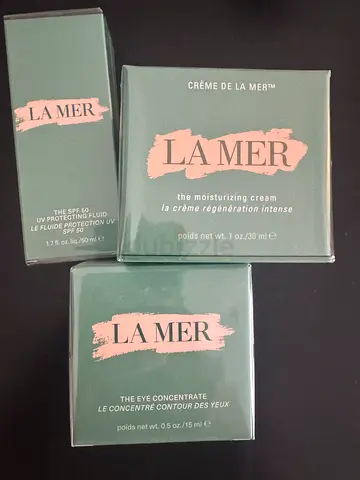 LA MER
THE SPF 50
UV PROTECTING FLUID
LE FLUIDE PROTECTION UV
SPF 50
1.7 fl. oz. liq./50 ml e
CRÈME DE LA MER™
LA MER
the moisturizing cream
la crème régénération intense
poids net wt. 1 oz./30 ml e
dubizzle
LA MER
THE EYE CONCENTRATE
LE CONCENTRÉ CONTOUR DES YEUX
poids net wt. 0.5 oz./15 ml e